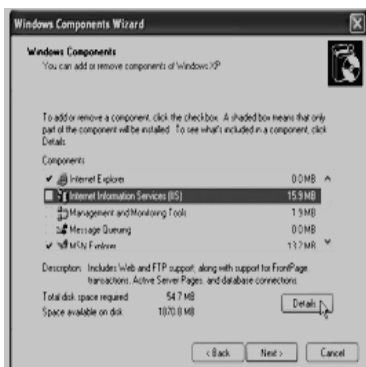 Windows Components Wizard
Windows Components
You can add or remove components of Windows XP.
To add or remove a component, click the checkbox. A shaded box means that only
part of the component will be installed. To see what's included in a component, click
Details.
Components:
Internet Explorer 0.0 MB
Internet Information Services (IIS) 15.9 MB
Management and Monitoring Tools 1.9 MB
Message Queuing 0.0 MB
MSN Explorer 13.7 MB
Description: Includes Web and FTP support, along with support for FrontPage,
transactions, Active Server Pages, and database connections.
Total disk space required: 54.7 MB
Space available on disk: 1870.8 MB
Details...
< Back Next > Cancel